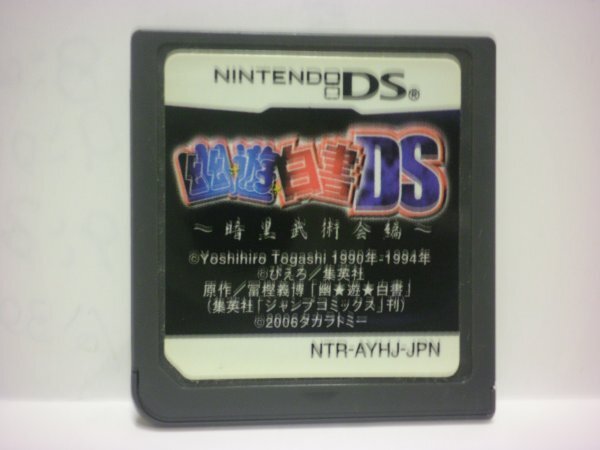 NINTENDO DS®
幽☆遊☆白書DS
～暗黒武術会編～
©Yoshihiro Togashi 1990年-1994年
©ぴえろ／集英社
原作／冨樫義博「幽★遊★白書」
(集英社「ジャンプコミックス」刊)
©2006タカラトミー
NTR-AYHJ-JPN